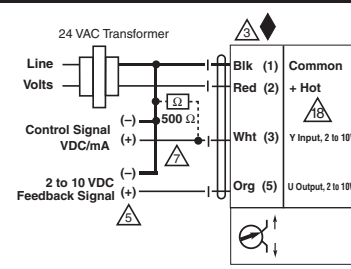 24 VAC Transformer
3
Line
Volts
Blk (1) Common
Red (2) + Hot
18
Ω
500 Ω
(–)
Control Signal
VDC/mA (+)
Wht (3) Y Input, 2 to 10V
7
(–)
2 to 10 VDC
Feedback Signal (+)
Org (5) U Output, 2 to 10V
5